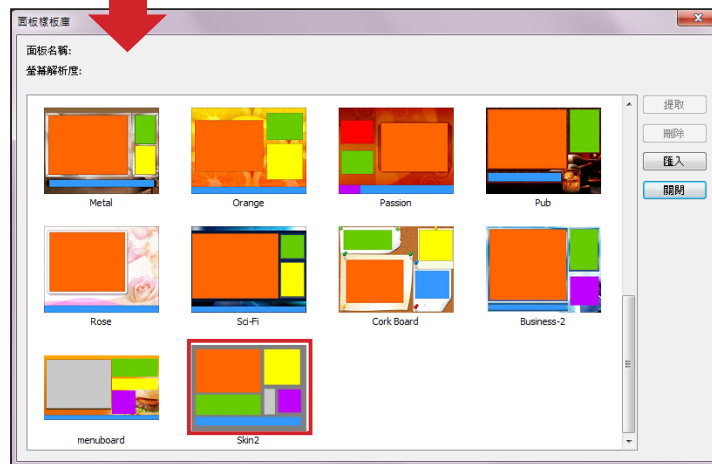 面板樣板庫
面板名稱:
螢幕解析度:
提取
刪除
匯入
關閉
Metal
Orange
Passion
Pub
Rose
Sci-Fi
Cork Board
Business-2
menuboard
Skin2